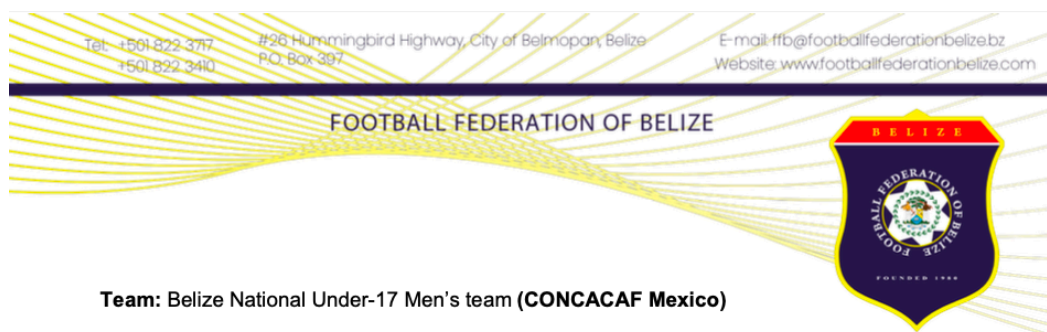 Tel: +501 822 3717
+501 822 3410
#26 Hummingbird Highway, City of Belmopan, Belize
P.O. Box 397
E-mail: ffb@footballfederationbelize.bz
Website: www.footballfederationbelize.com
FOOTBALL FEDERATION OF BELIZE
BELIZE
FOOTBALL FEDERATION OF BELIZE
FOUNDED 1980
Team: Belize National Under-17 Men’s team (CONCACAF Mexico)